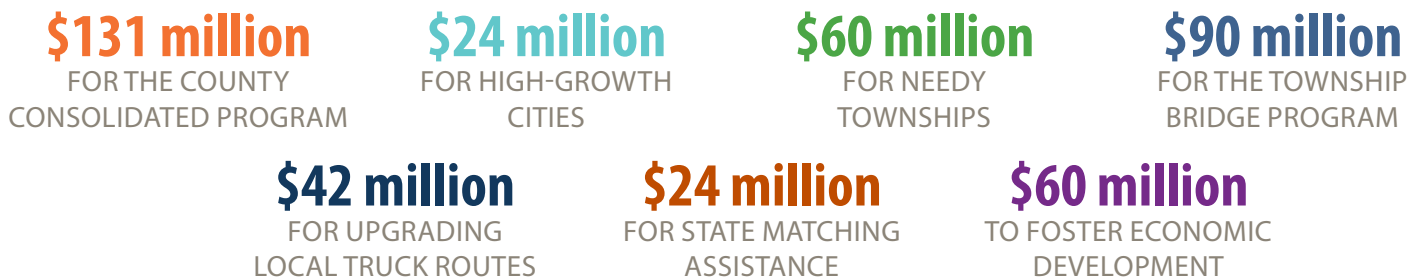 $131 million
FOR THE COUNTY
CONSOLIDATED PROGRAM
$24 million
FOR HIGH-GROWTH
CITIES
$60 million
FOR NEEDY
TOWNSHIPS
$90 million
FOR THE TOWNSHIP
BRIDGE PROGRAM
$42 million
FOR UPGRADING
LOCAL TRUCK ROUTES
$24 million
FOR STATE MATCHING
ASSISTANCE
$60 million
TO FOSTER ECONOMIC
DEVELOPMENT